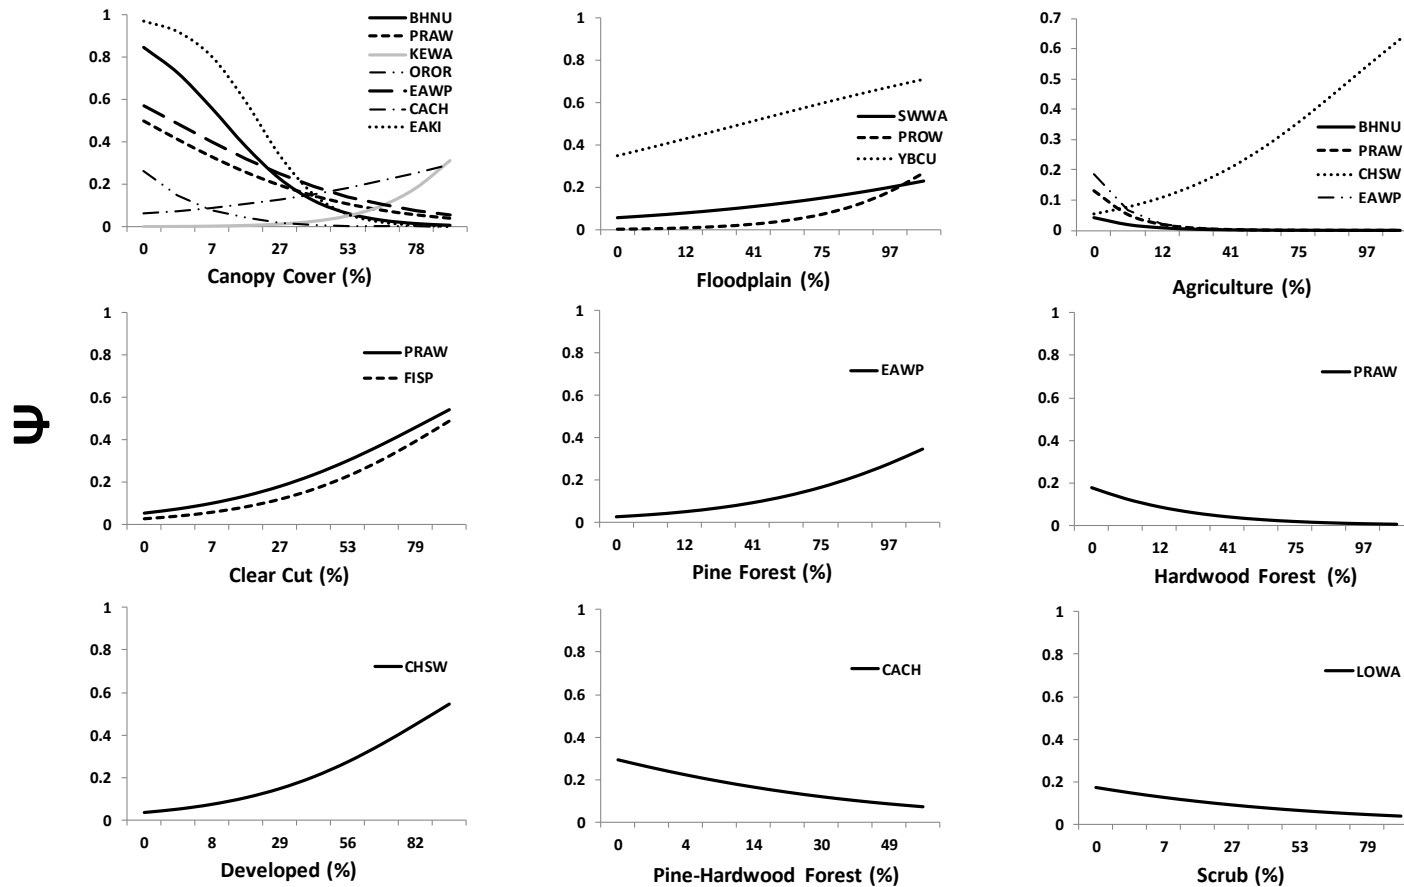 1
0.8
0.6
0.4
0.2
0
BHNU
PRAW
KEWA
OROR
EAWP
CACH
EAKI
0 7 27 53 78
Canopy Cover (%)
1
0.8
0.6
0.4
0.2
0
SWWA
PROW
YBCU
0 12 41 75 97
Floodplain (%)
0.7
0.6
0.5
0.4
0.3
0.2
0.1
0
BHNU
PRAW
CHSW
EAWP
0 12 41 75 97
Agriculture (%)
ψ
1
0.8
0.6
0.4
0.2
0
PRAW
FISP
0 7 27 53 79
Clear Cut (%)
1
0.8
0.6
0.4
0.2
0
EAWP
0 12 41 75 97
Pine Forest (%)
1
0.8
0.6
0.4
0.2
0
PRAW
0 12 41 75 97
Hardwood Forest (%)
1
0.8
0.6
0.4
0.2
0
CHSW
0 8 29 56 82
Developed (%)
1
0.8
0.6
0.4
0.2
0
CACH
0 4 14 30 49
Pine-Hardwood Forest (%)
1
0.8
0.6
0.4
0.2
0
LOWA
0 7 27 53 79
Scrub (%)